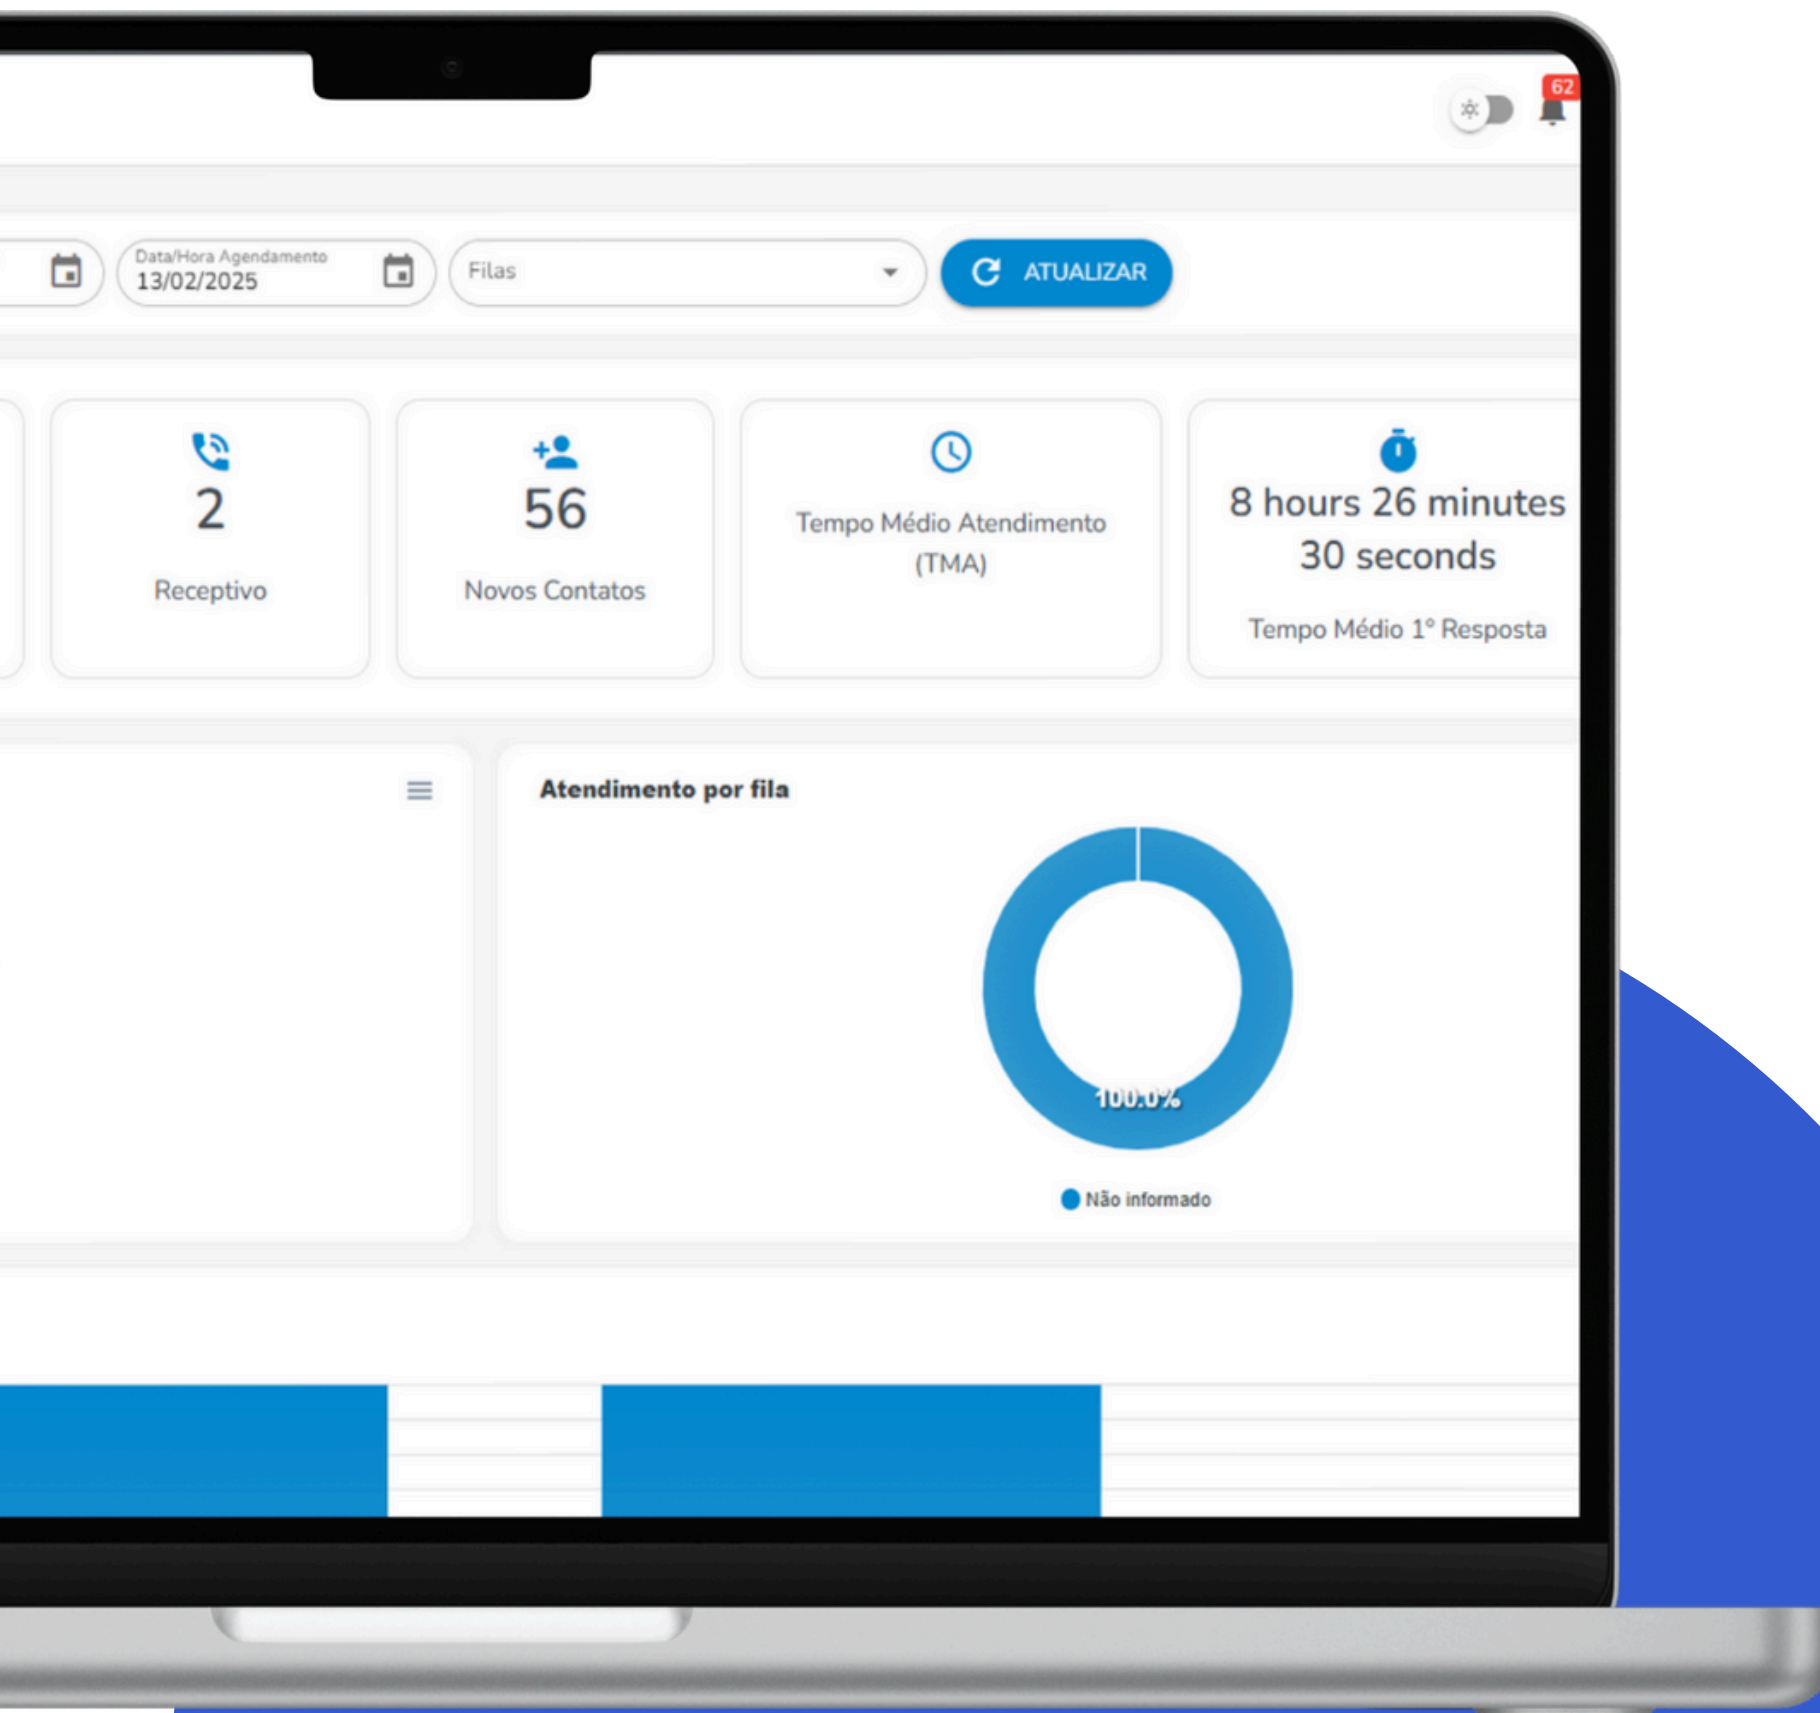 62
Data/Hora Agendamento
13/02/2025
Filas
ATUALIZAR
2
Receptivo
56
Novos Contatos
Tempo Médio Atendimento
(TMA)
8 hours 26 minutes
30 seconds
Tempo Médio 1º Resposta
Atendimento por fila
100.0%
Não informado